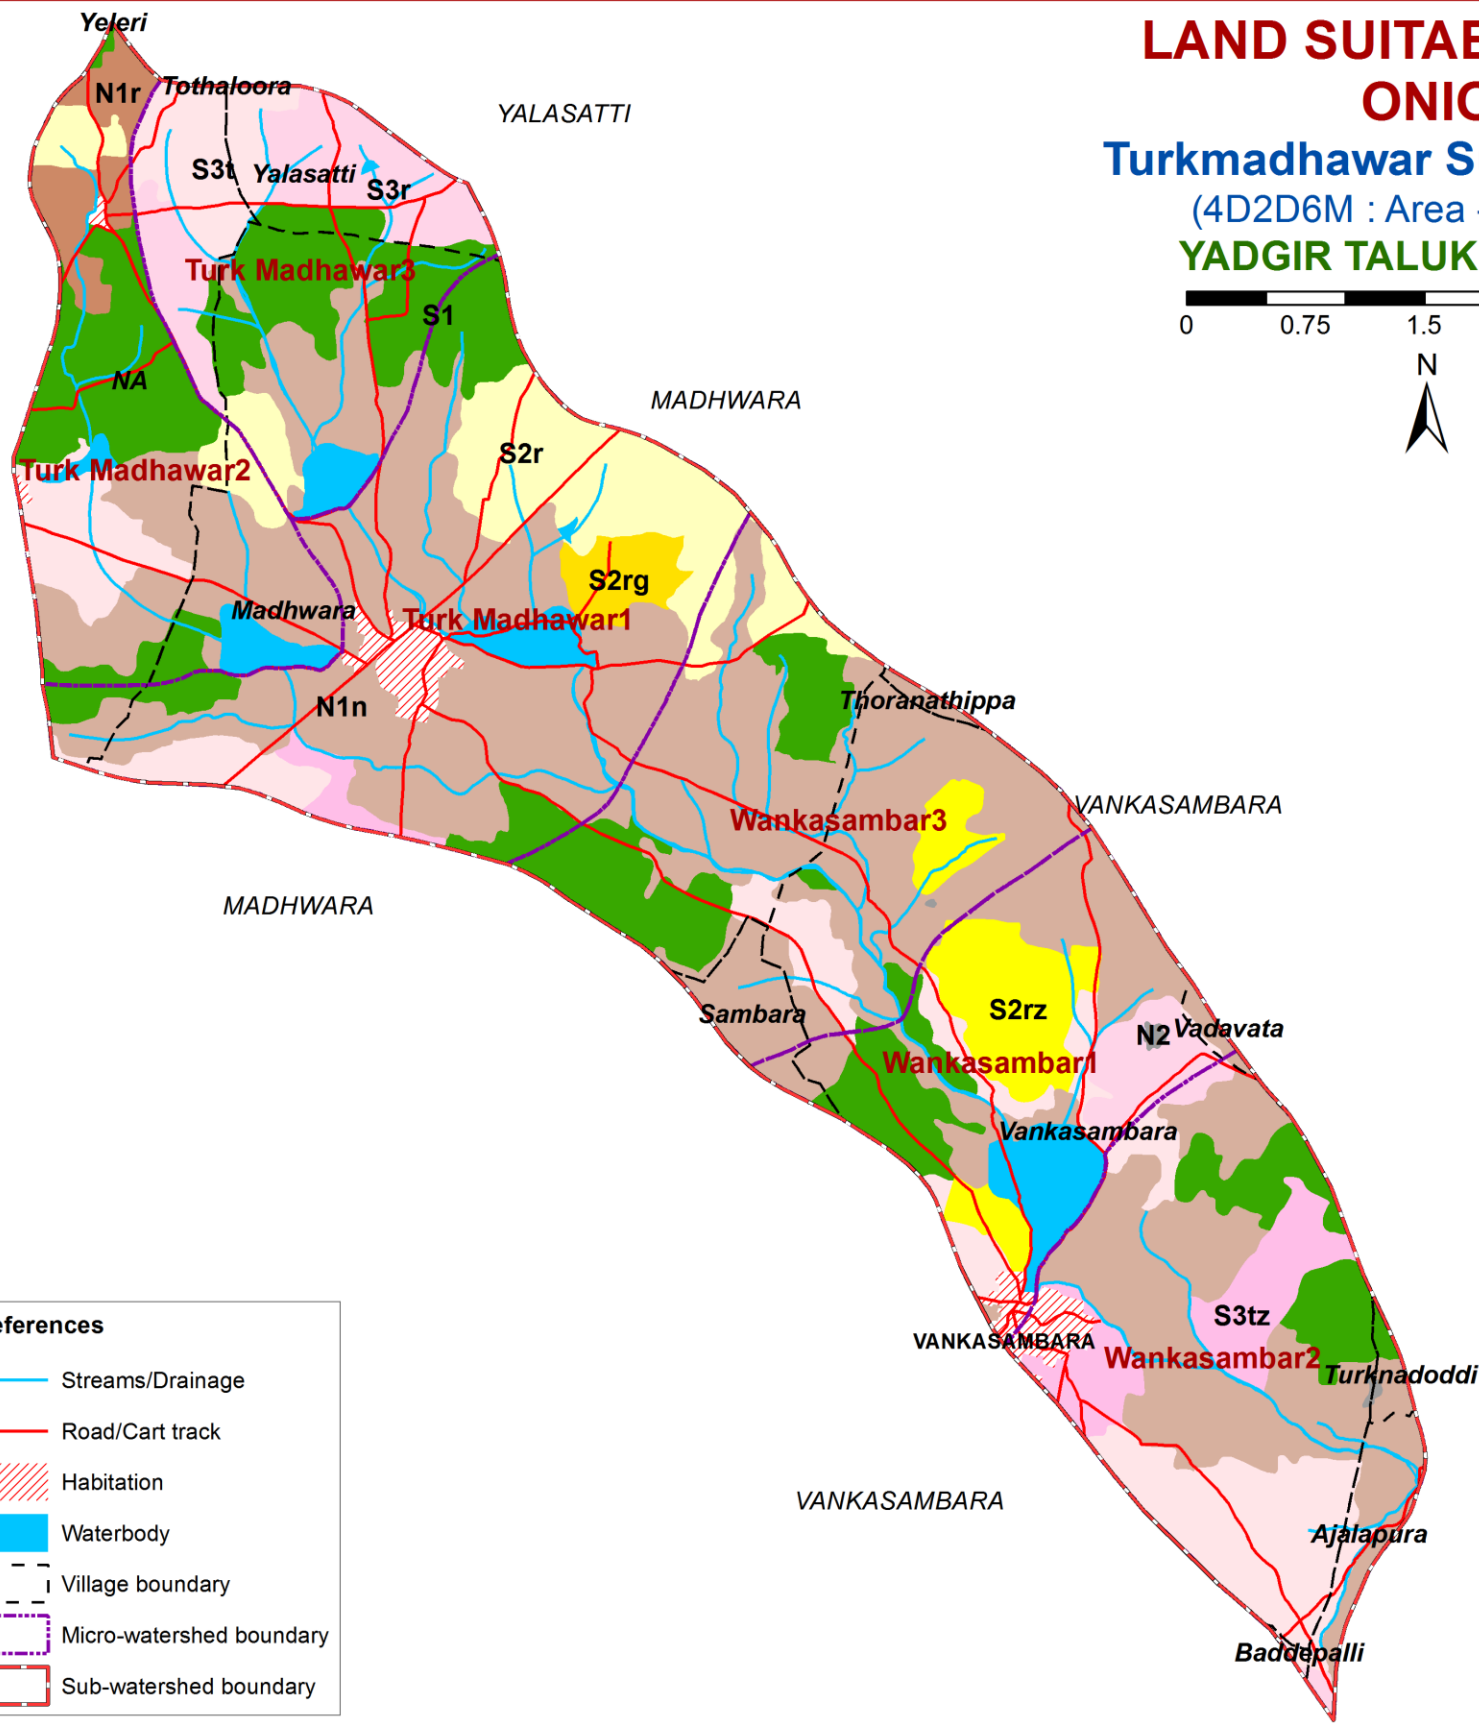 Yeleri
LAND SUITAB
ONIO
Turkmadhawar S
(4D2D6M : Area
YADGIR TALUK
0 0.75 1.5
N
N1r
Tothaloora
YALASATTI
S3t
Yalasatti
S3r
Turk Madhawar3
S1
NA
MADHWARA
S2r
Turk Madhawar2
S2rg
Madhwara
Turk Madhawar1
N1n
Thoranathippa
VANKASAMBARA
Wankasambar3
MADHWARA
Sambara
S2rz
N2
Vadavata
Wankasambar1
Vankasambara
S3tz
VANKASAMBARA
Wankasambar2
Turknadoddi
VANKASAMBARA
Ajalapura
Baddepalli
eferences
Streams/Drainage
Road/Cart track
Habitation
Waterbody
Village boundary
Micro-watershed boundary
Sub-watershed boundary